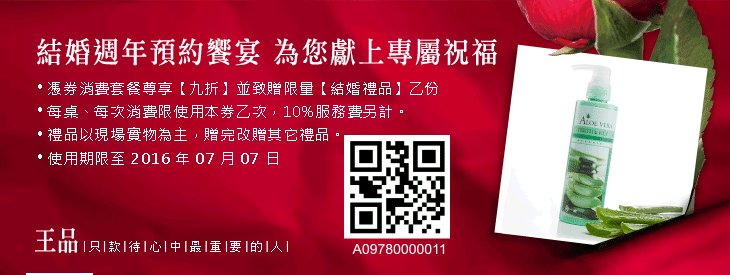 結婚週年預約饗宴 為您獻上專屬祝福
• 憑券消費套餐尊享【九折】並致贈限量【結婚禮品】乙份
• 每桌、每次消費限使用本券乙次，10%服務費另計。
• 禮品以現場實物為主，贈完改贈其它禮品。
• 使用期限至 2016 年 07 月 07 日
ALOE VERA
王品 |只|款|待|心|中|最|重|要|的|人|
A09780000011